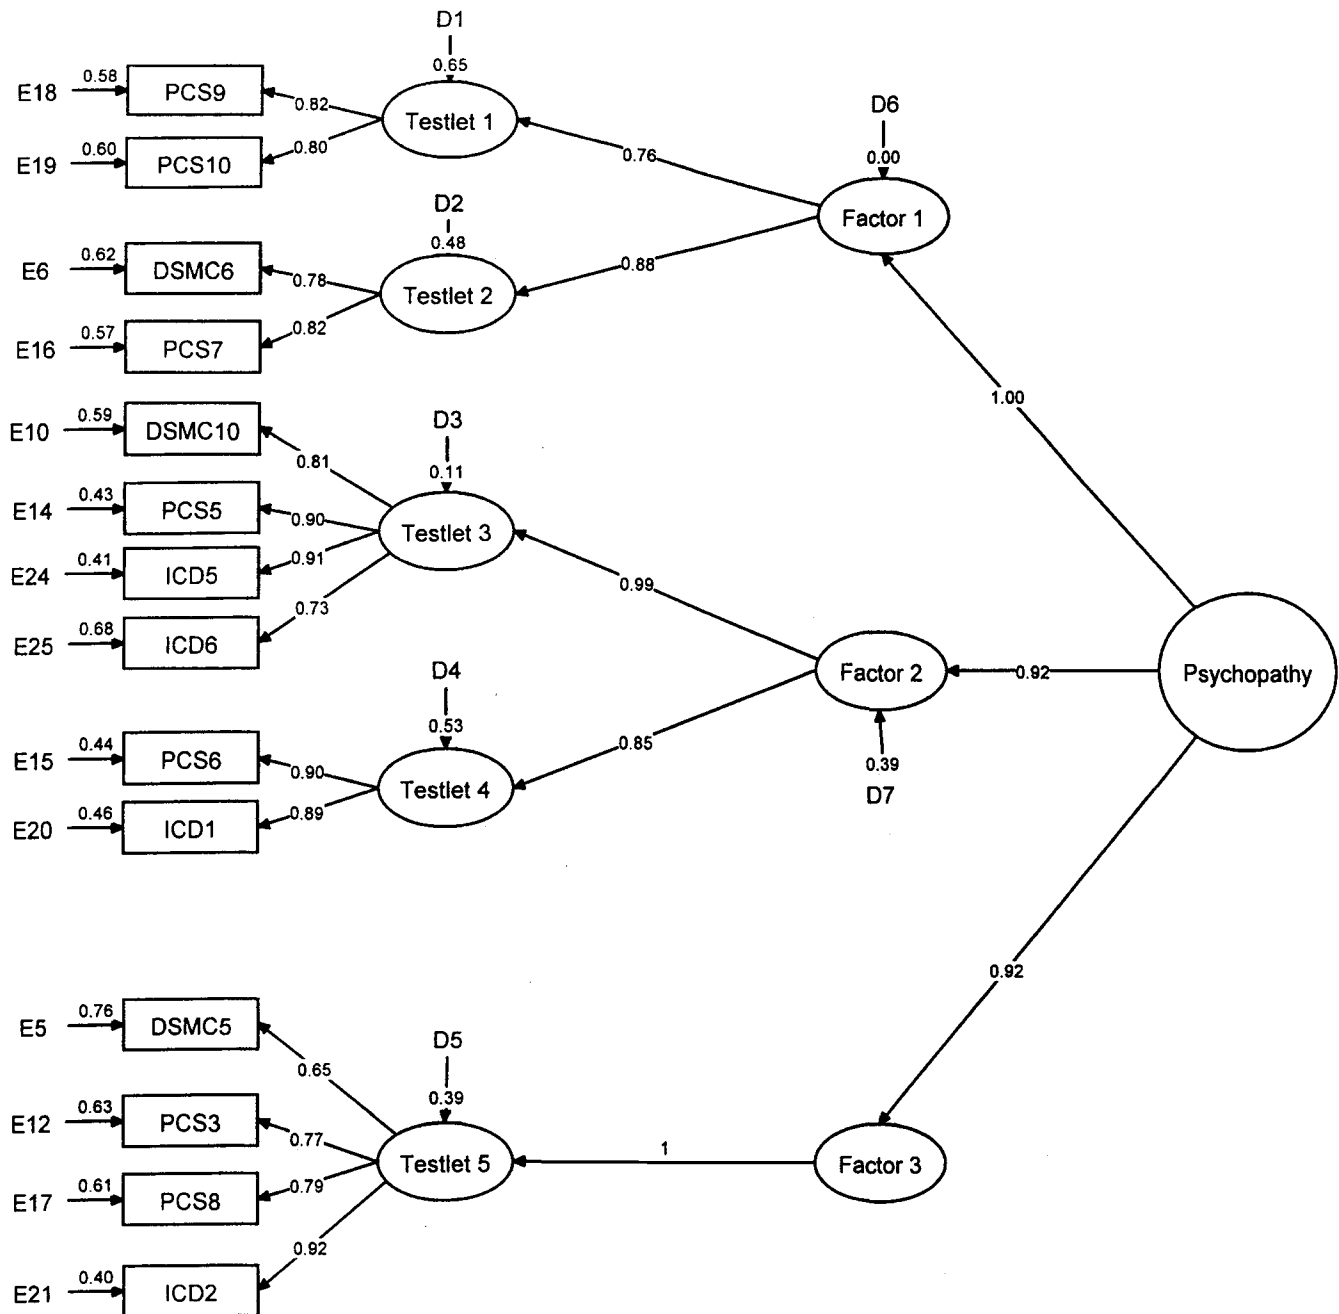 D1
0.65
E18 0.58 PCS9 0.82 Testlet 1
E19 0.60 PCS10 0.80
0.76
D6
0.00
Factor 1
D2
0.48
E6 0.62 DSMC6 0.78 Testlet 2
E16 0.57 PCS7 0.82
0.88
1.00
D3
0.11
E10 0.59 DSMC10 0.81
E14 0.43 PCS5 0.90 Testlet 3
E24 0.41 ICD5 0.91
E25 0.68 ICD6 0.73
0.99
Factor 2 0.92 Psychopathy
0.39
D7
D4
0.53
0.85
E15 0.44 PCS6 0.90 Testlet 4
E20 0.46 ICD1 0.89
0.92
E5 0.76 DSMC5 0.65
D5
0.39
E12 0.63 PCS3 0.77 Testlet 5 1 Factor 3
E17 0.61 PCS8 0.79
E21 0.40 ICD2 0.92